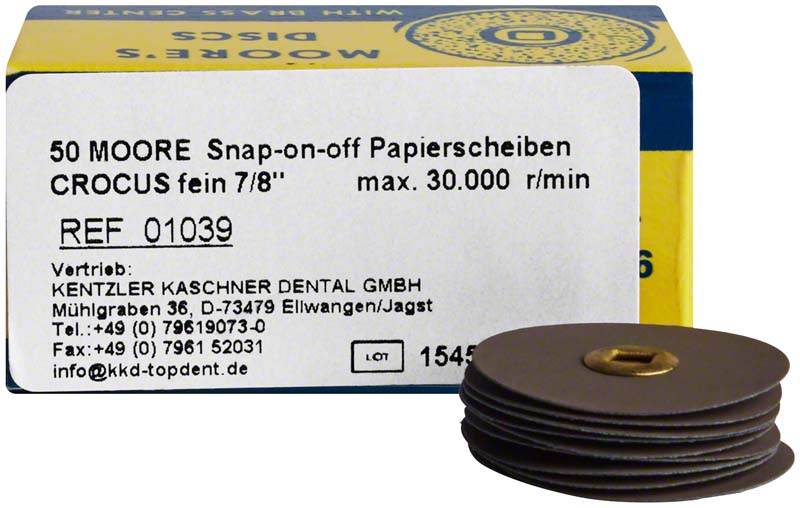 WITH BRASS CENTER
MOORE'S
DISCS
50 MOORE Snap-on-off Papierscheiben
CROCUS fein 7/8" max. 30.000 r/min
REF 01039
Vertrieb:
KENTZLER KASCHNER DENTAL GMBH
Mühlgraben 36, D-73479 Ellwangen/Jagst
Tel.:+49 (0) 79619073-0
Fax:+49 (0) 7961 52031
info@kkd-topdent.de
LOT 1545
6